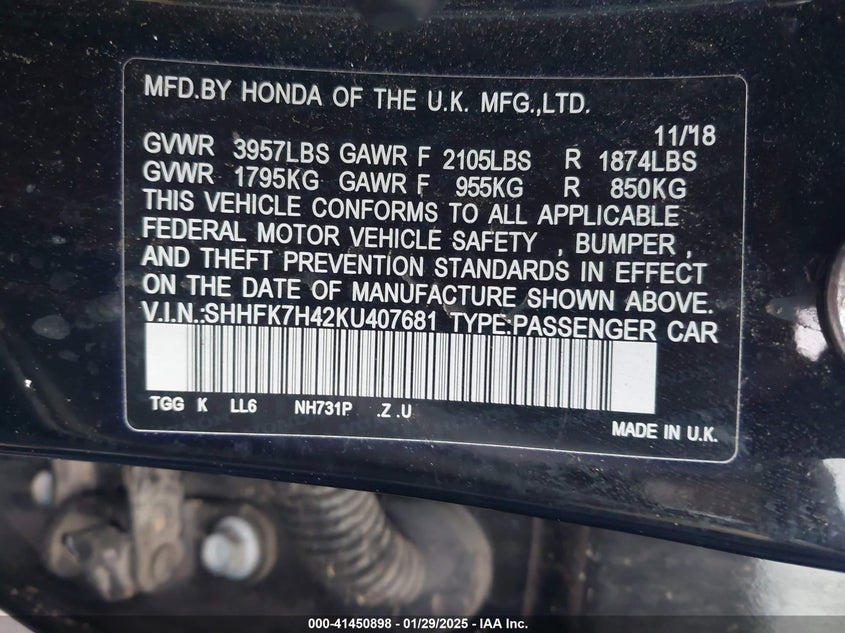 MFD.BY HONDA OF THE U.K. MFG.,LTD.
11/18
GVWR 3957LBS GAWR F 2105LBS R 1874LBS
GVWR 1795KG GAWR F 955KG R 850KG
THIS VEHICLE CONFORMS TO ALL APPLICABLE
FEDERAL MOTOR VEHICLE SAFETY , BUMPER ,
AND THEFT PREVENTION STANDARDS IN EFFECT
ON THE DATE OF MANUFACTURE SHOWN ABOVE.
V.I.N.:SHHFK7H42KU407681 TYPE:PASSENGER CAR
TGG K LL6 NH731P .Z .U
MADE IN U.K.
000-41450898 - 01/29/2025 - IAA Inc.